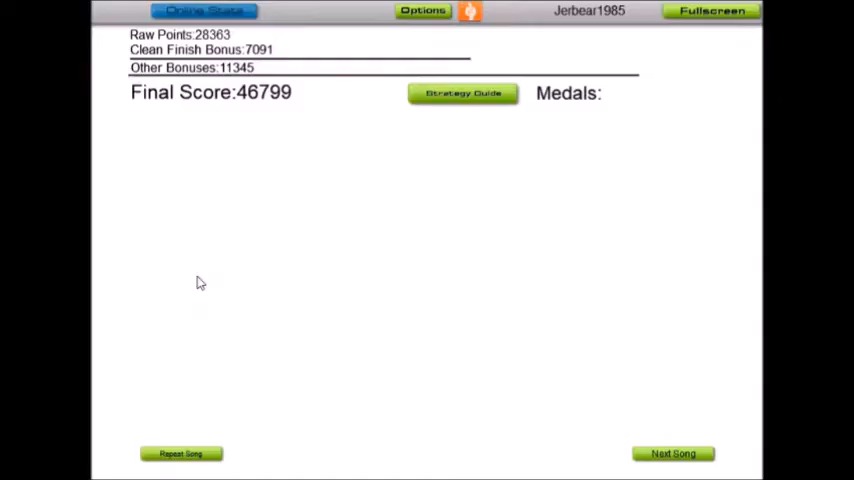 Online Stats Options Jerbear1985 Fullscreen
Raw Points:28363
Clean Finish Bonus:7091
Other Bonuses:11345
Final Score:46799 Strategy Guide Medals:
Repeat Song Next Song